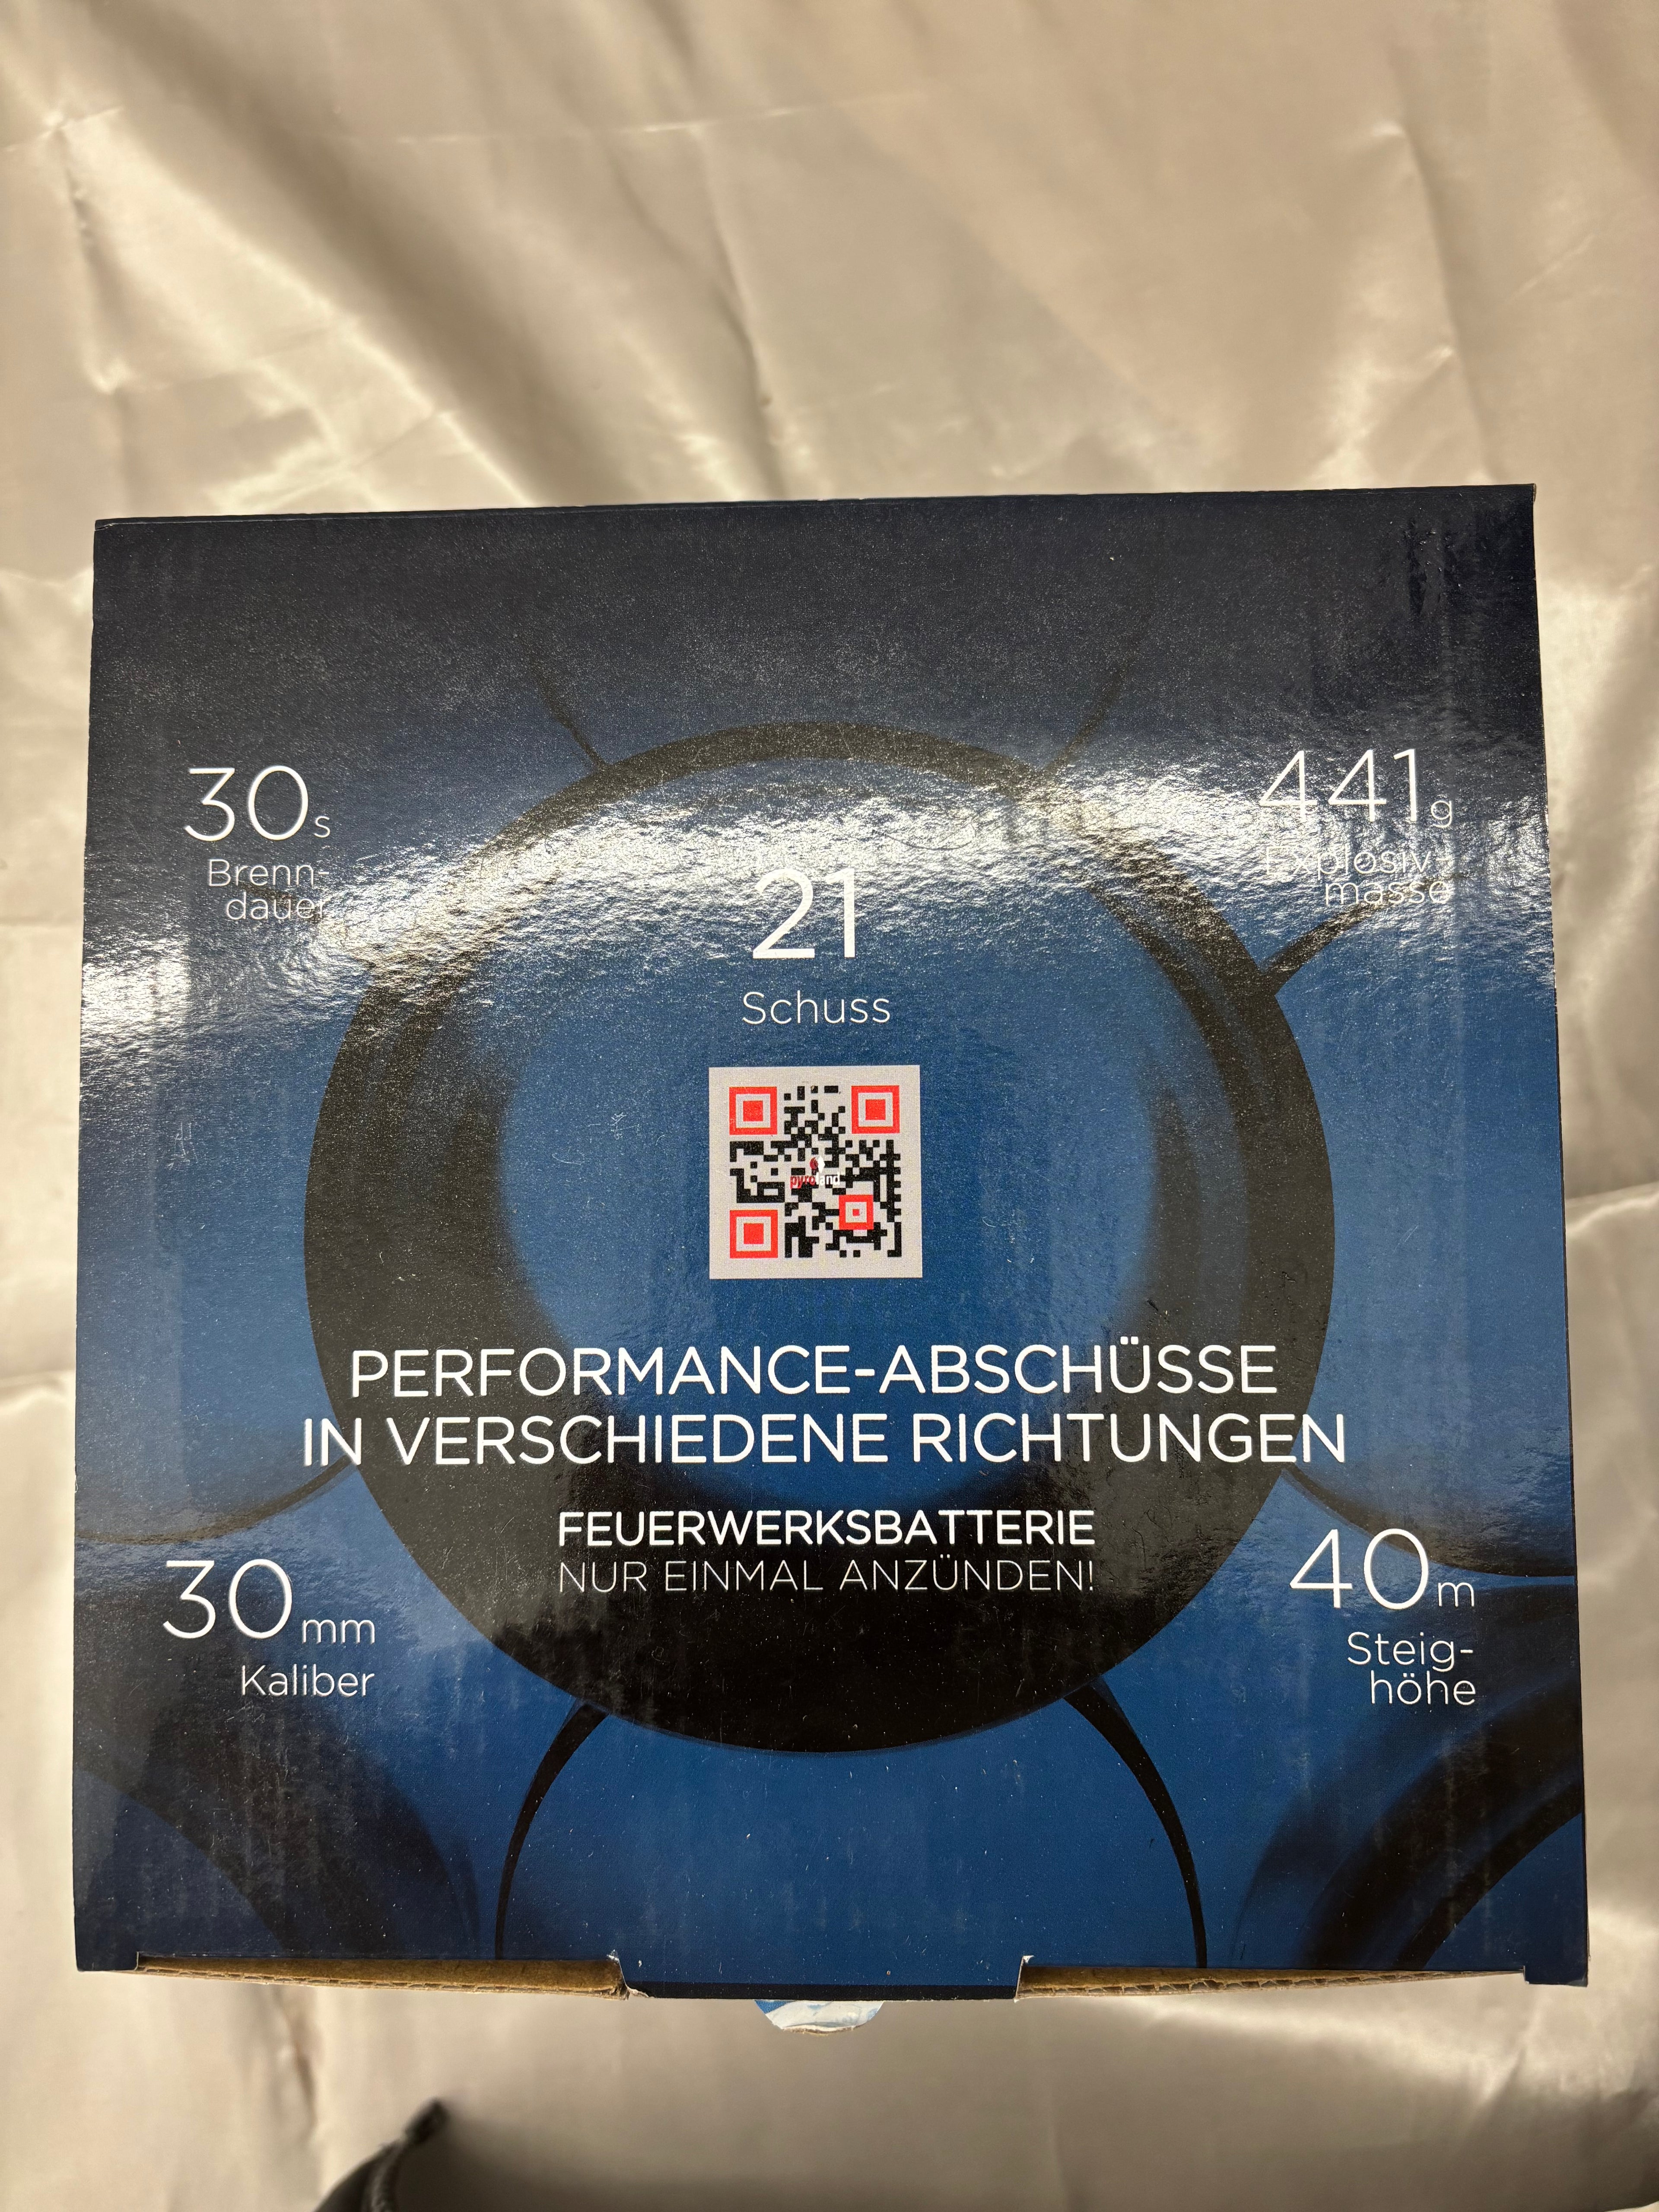 30s
Brenn-
dauer
441g
Explosiv-
masse
21
Schuss
pyroland
PERFORMANCE-ABSCHÜSSE
IN VERSCHIEDENE RICHTUNGEN
FEUERWERKSBATTERIE
NUR EINMAL ANZÜNDEN!
30mm
Kaliber
40m
Steig-
höhe